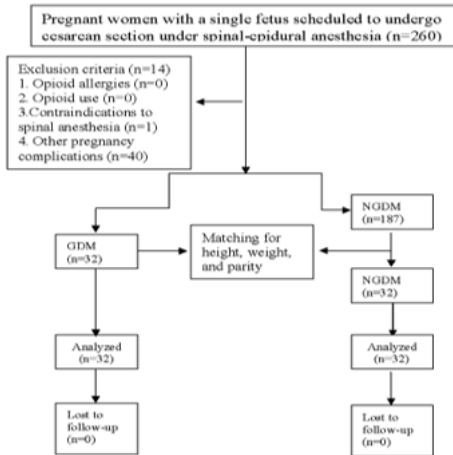 Pregnant women with a single fetus scheduled to undergo
cesarean section under spinal-epidural anesthesia (n=260)
Exclusion criteria (n=14)
1. Opioid allergies (n=0)
2. Opioid use (n=0)
3.Contraindications to
spinal anesthesia (n=1)
4. Other pregnancy
complications (n=40)
NGDM
(n=187)
GDM
(n=32)
Matching for
height, weight,
and parity
NGDM
(n=32)
Analyzed
(n=32)
Analyzed
(n=32)
Lost to
follow-up
(n=0)
Lost to
follow-up
(n=0)